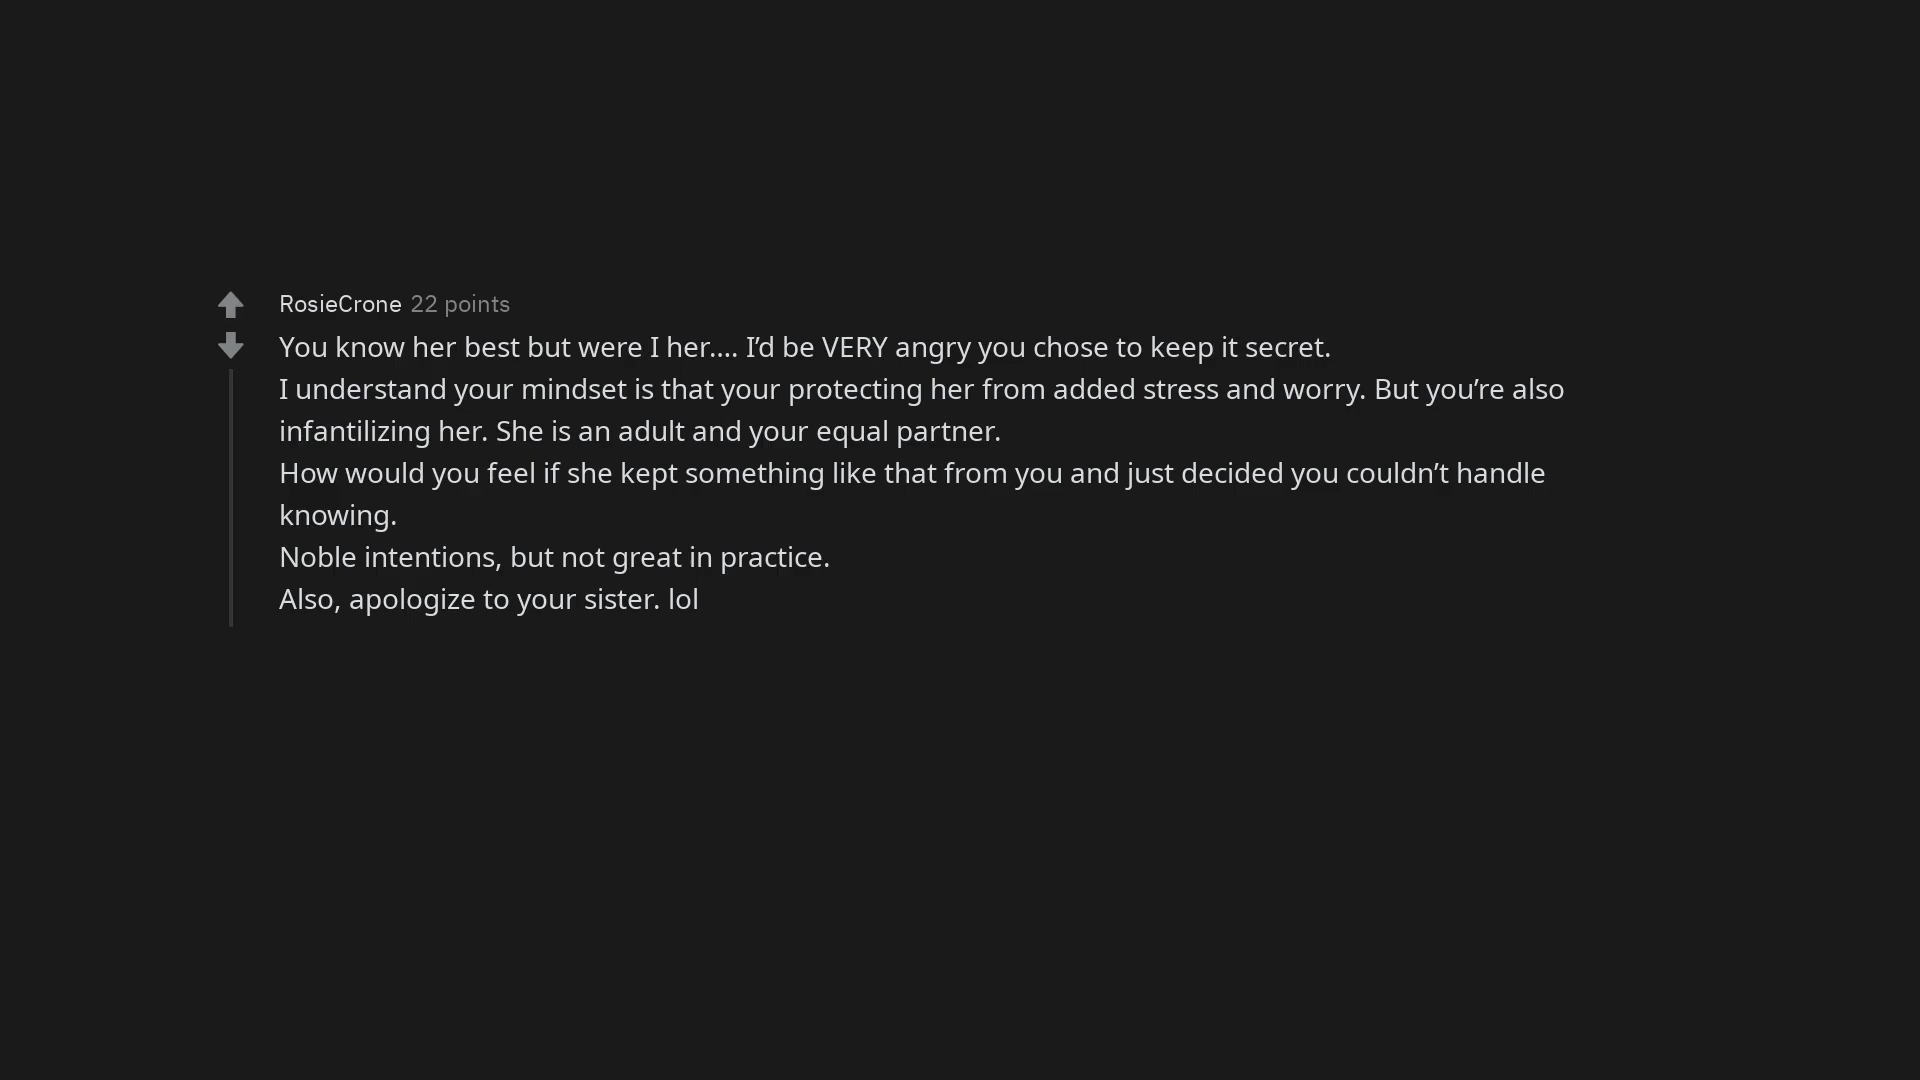 RosieCrone 22 points
You know her best but were I her.... I’d be VERY angry you chose to keep it secret.
I understand your mindset is that your protecting her from added stress and worry. But you’re also
infantilizing her. She is an adult and your equal partner.
How would you feel if she kept something like that from you and just decided you couldn’t handle
knowing.
Noble intentions, but not great in practice.
Also, apologize to your sister. lol